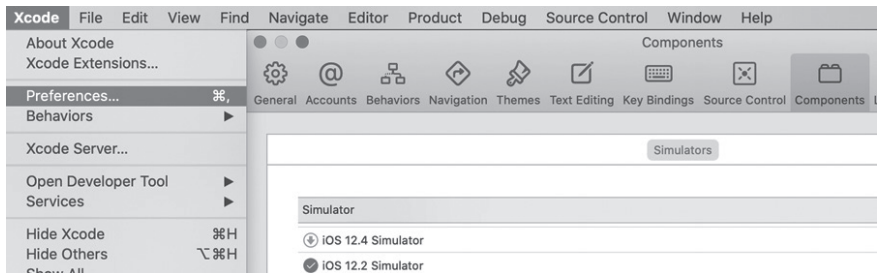 Xcode File Edit View Find Navigate Editor Product Debug Source Control Window Help
About Xcode
Xcode Extensions...
Preferences... ⌘,
Behaviors ▶
Xcode Server...
Open Developer Tool ▶
Services ▶
Hide Xcode ⌘H
Hide Others ⌥⌘H
Show All
Components
General Accounts Behaviors Navigation Themes Text Editing Key Bindings Source Control Components
Simulators
Simulator
iOS 12.4 Simulator
iOS 12.2 Simulator